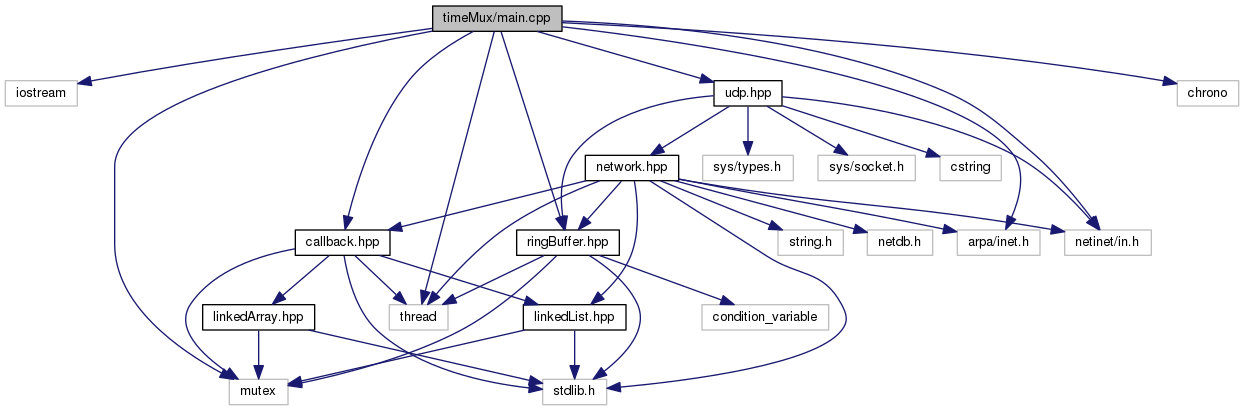 timeMux/main.cpp
iostream
udp.hpp
chrono
network.hpp
sys/types.h
sys/socket.h
cstring
callback.hpp
ringBuffer.hpp
string.h
netdb.h
arpa/inet.h
netinet/in.h
linkedArray.hpp
thread
linkedList.hpp
condition_variable
mutex
stdlib.h